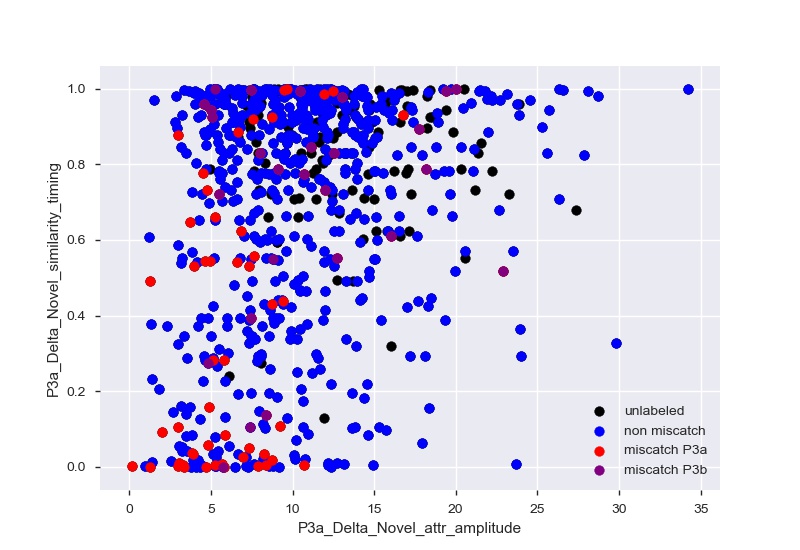 1.0
0.8
0.6
0.4
0.2
0.0
P3a_Delta_Novel_similarity_timing
unlabeled
non miscatch
miscatch P3a
miscatch P3b
0 5 10 15 20 25 30 35
P3a_Delta_Novel_attr_amplitude